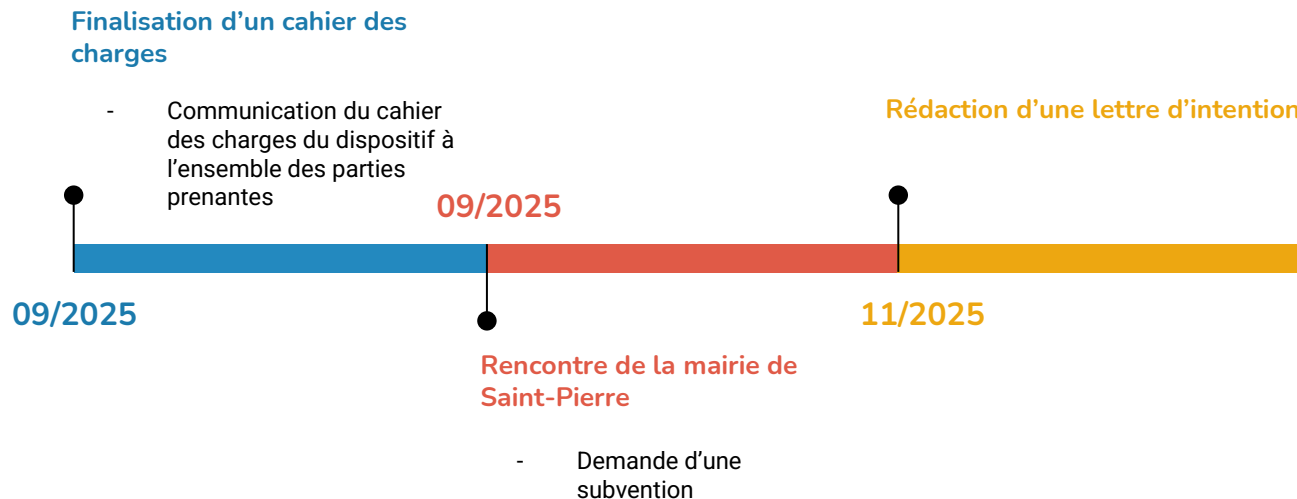 Finalisation d’un cahier des
charges
- Communication du cahier
des charges du dispositif à
l’ensemble des parties
prenantes
09/2025
09/2025
Rencontre de la mairie de
Saint-Pierre
- Demande d’une
subvention
Rédaction d’une lettre d’intention
11/2025